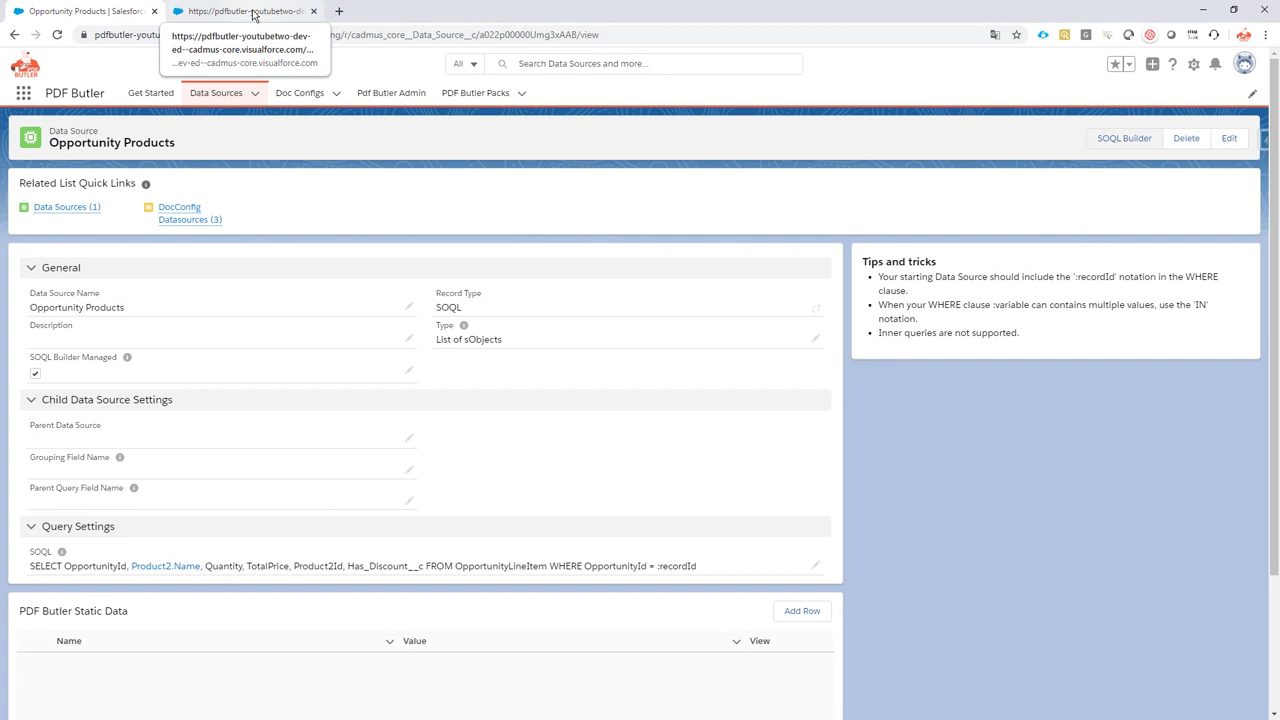 Opportunity Products | Salesforc
https://pdfbutler-youtubetwo-de
pdfbutler-youtu
ng/r/cadmus_core__Data_Source__c/a022p00000Umg3xAAB/view
https://pdfbutler-youtubetwo-dev-
ed--cadmus-core.visualforce.com/...
...ev-ed--cadmus-core.visualforce.com
PDF BUTLER
All
Search Data Sources and more...
PDF Butler
Get Started
Data Sources
Doc Configs
Pdf Butler Admin
PDF Butler Packs
Data Source
Opportunity Products
SOQL Builder
Delete
Edit
Related List Quick Links
Data Sources (1)
DocConfig
Datasources (3)
General
Data Source Name
Opportunity Products
Record Type
SOQL
Description
Type
List of sObjects
SOQL Builder Managed
Child Data Source Settings
Parent Data Source
Grouping Field Name
Parent Query Field Name
Query Settings
SOQL
SELECT OpportunityId, Product2.Name, Quantity, TotalPrice, Product2Id, Has_Discount__c FROM OpportunityLineItem WHERE OpportunityId = :recordId
Tips and tricks
Your starting Data Source should include the ':recordId' notation in the WHERE
clause.
When your WHERE clause :variable can contains multiple values, use the 'IN'
notation.
Inner queries are not supported.
PDF Butler Static Data
Add Row
Name
Value
View